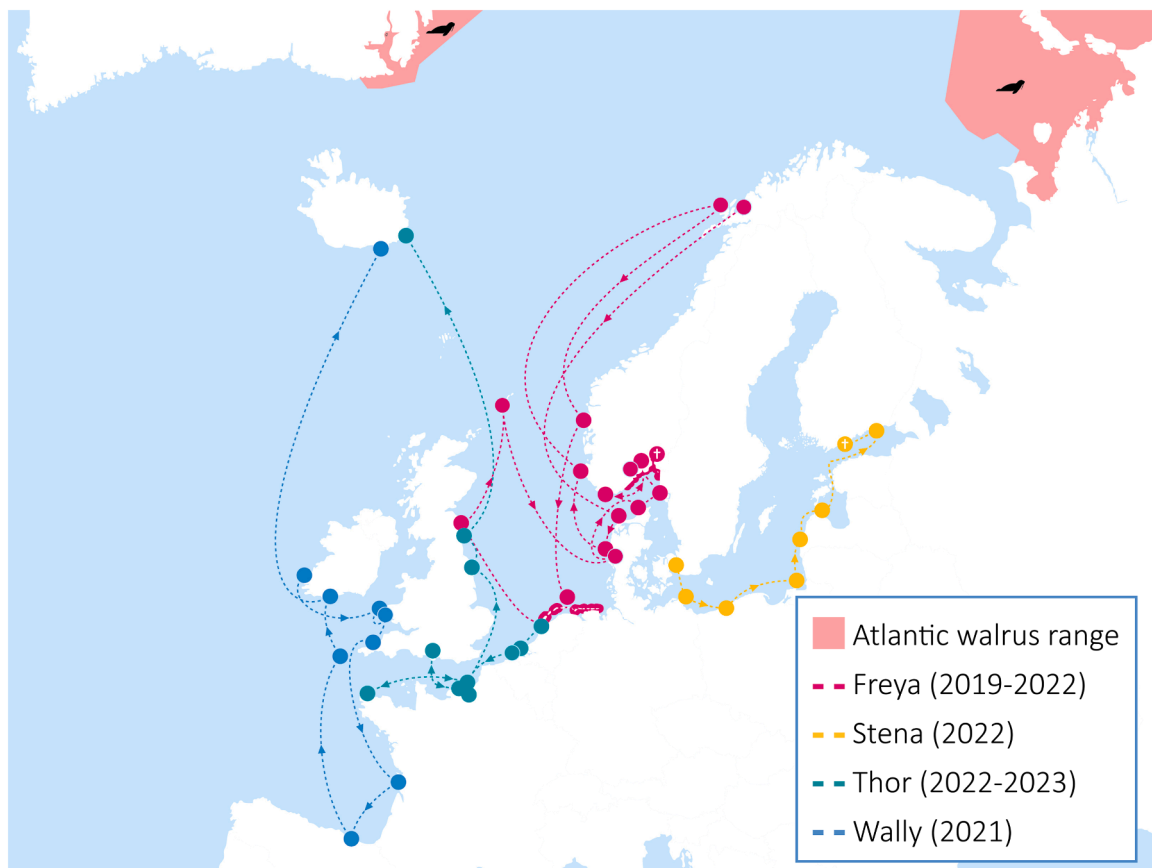 Atlantic walrus range
Freya (2019-2022)
Stena (2022)
Thor (2022-2023)
Wally (2021)